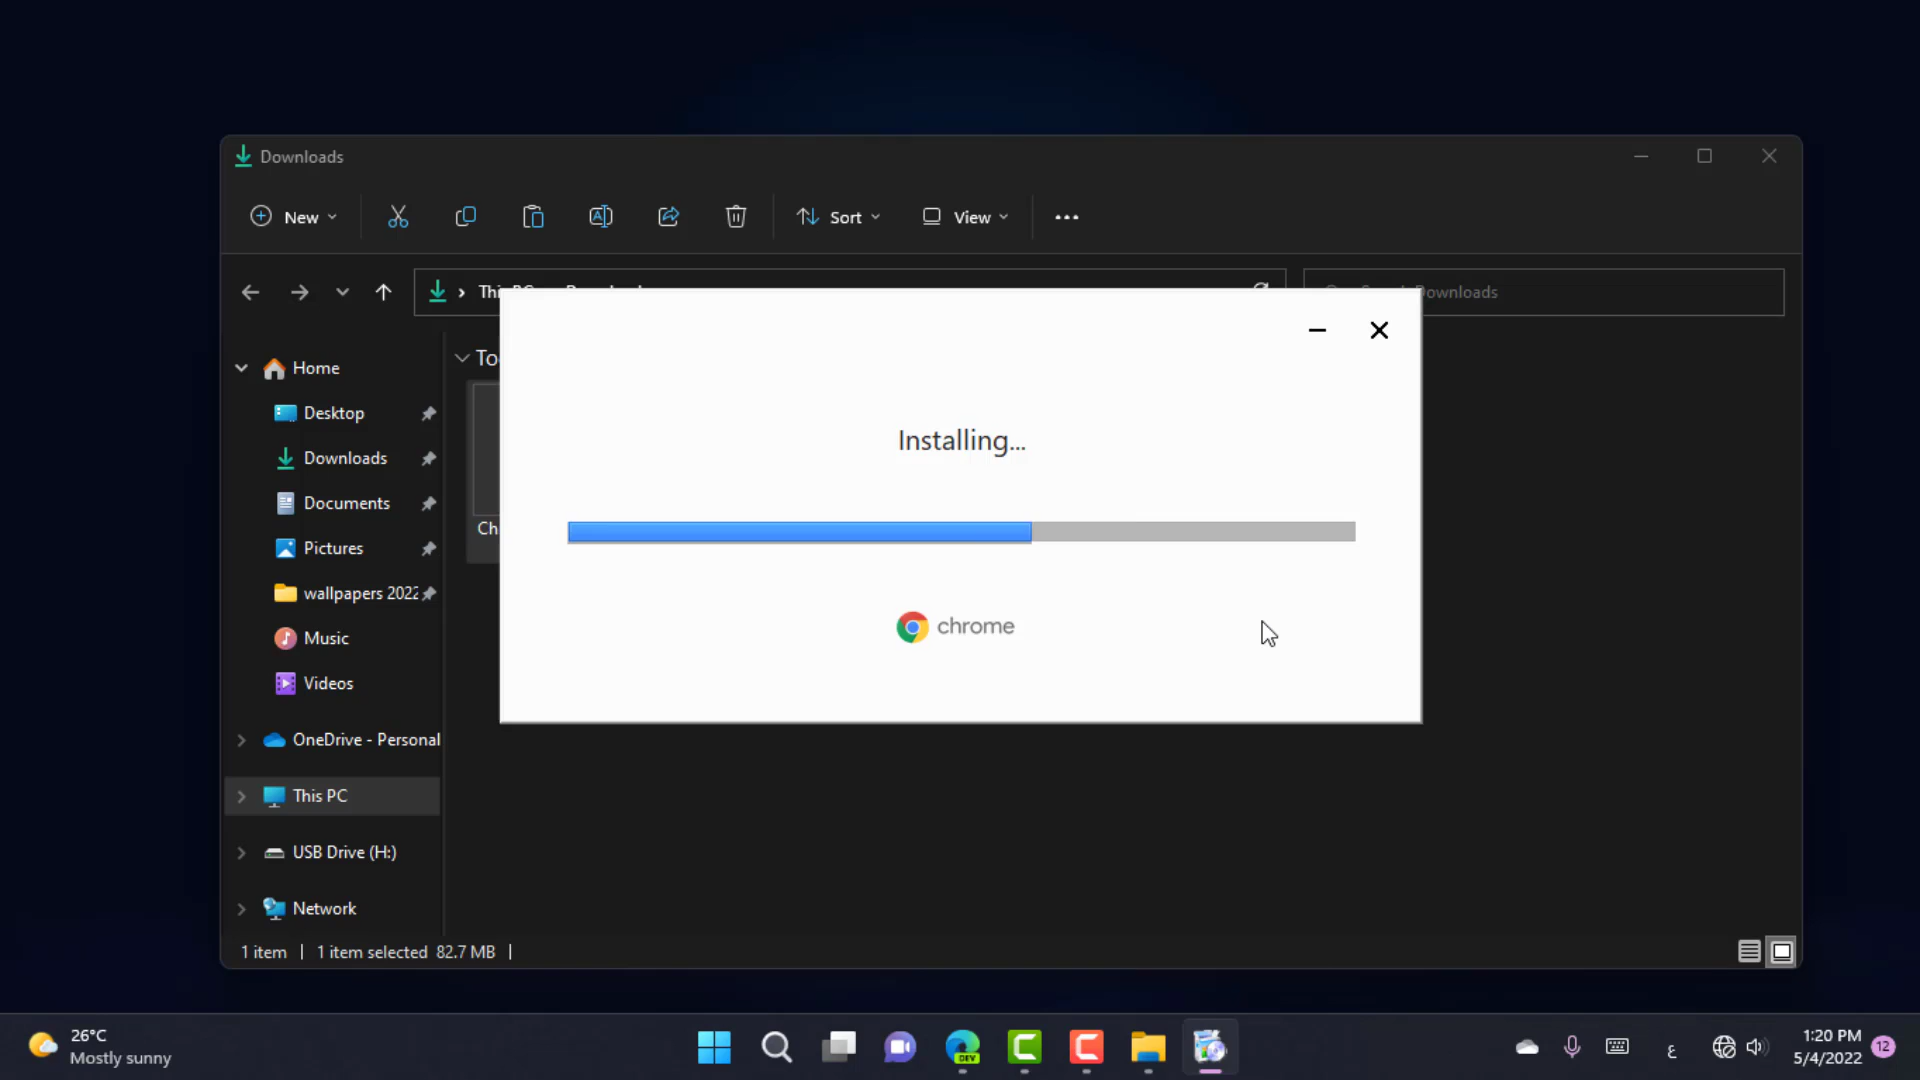 Downloads
New
Sort
View
Downloads
Home
Desktop
Downloads
Documents
Pictures
wallpapers 2022
Music
Videos
OneDrive - Personal
This PC
USB Drive (H:)
Network
Installing...
chrome
1 item
1 item selected 82.7 MB
26°C
Mostly sunny
DEV
ع
1:20 PM
5/4/2022
12